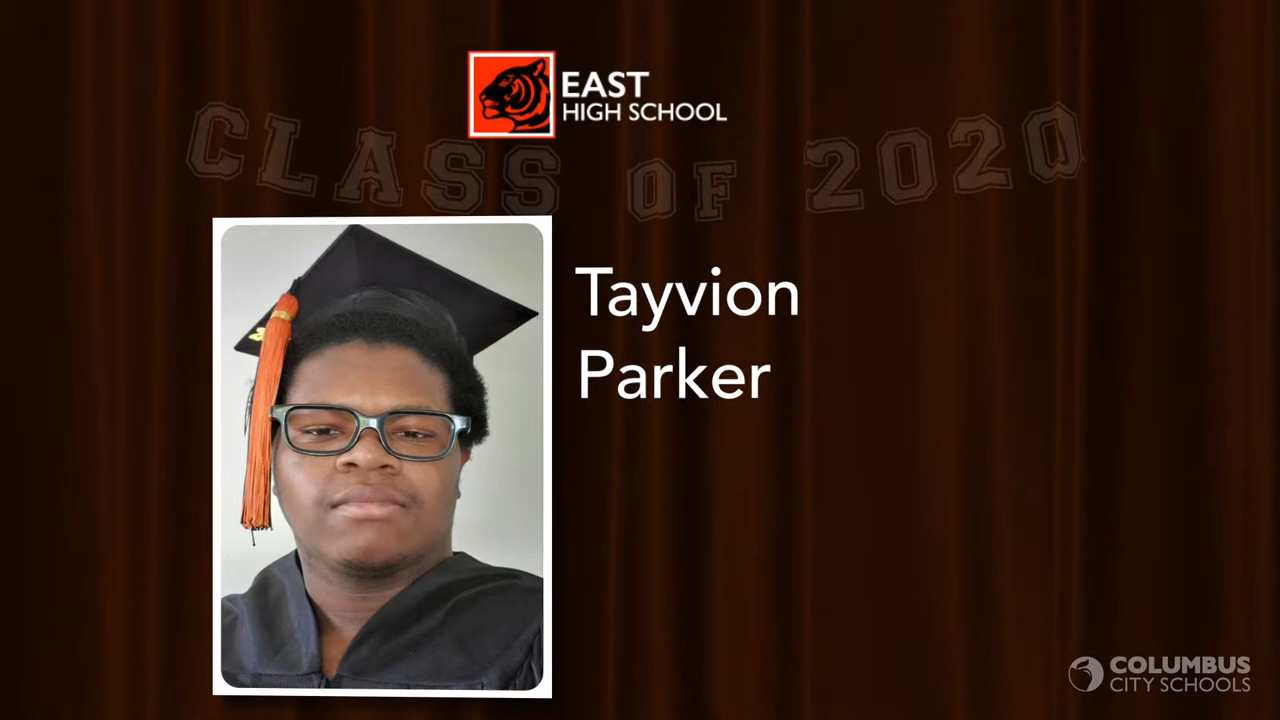 EAST
HIGH SCHOOL
CLASS OF 2020
Tayvion
Parker
COLUMBUS
CITY SCHOOLS